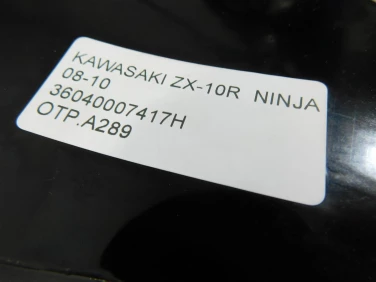 KAWASAKI ZX-10R NINJA
08-10
36040007417H
OTP.A289